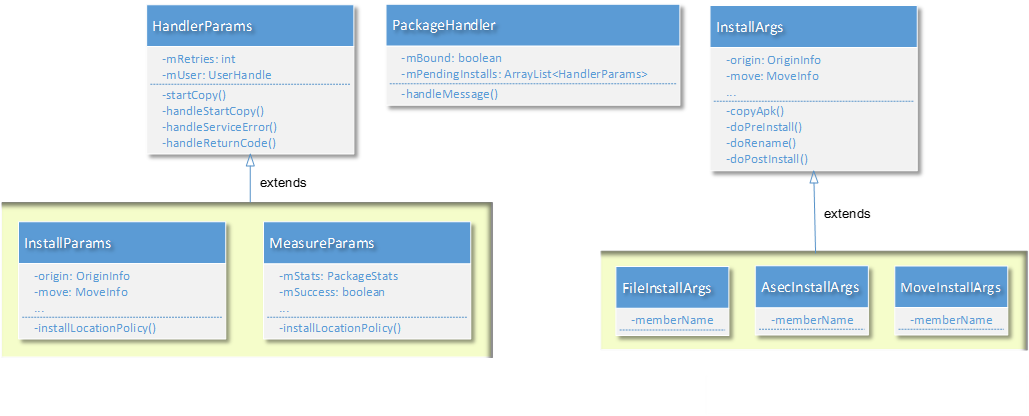 HandlerParams
-mRetries: int
-mUser: UserHandle
-startCopy()
-handleStartCopy()
-handleServiceError()
-handleReturnCode()
PackageHandler
-mBound: boolean
-mPendingInstalls: ArrayList<HandlerParams>
-handleMessage()
InstallArgs
-origin: OriginInfo
-move: MoveInfo
...
-copyApk()
-doPreInstall()
-doRename()
-doPostInstall()
extends
extends
InstallParams
-origin: OriginInfo
-move: MoveInfo
...
-installLocationPolicy()
MeasureParams
-mStats: PackageStats
-mSuccess: boolean
...
-installLocationPolicy()
FileInstallArgs
-memberName
AsecInstallArgs
-memberName
MoveInstallArgs
-memberName